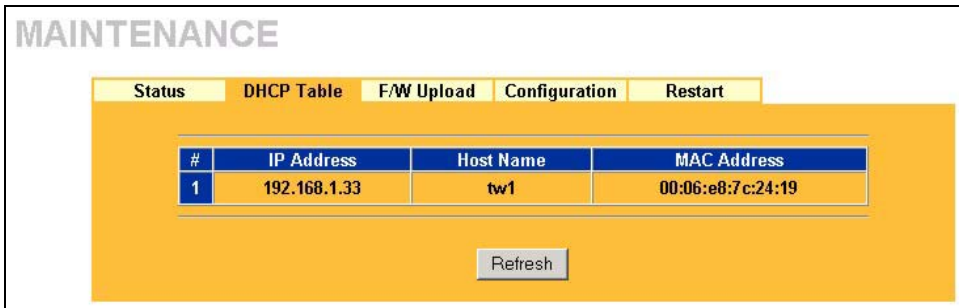 MAINTENANCE
Status DHCP Table F/W Upload Configuration Restart
# IP Address Host Name MAC Address
1 192.168.1.33 tw1 00:06:e8:7c:24:19
Refresh